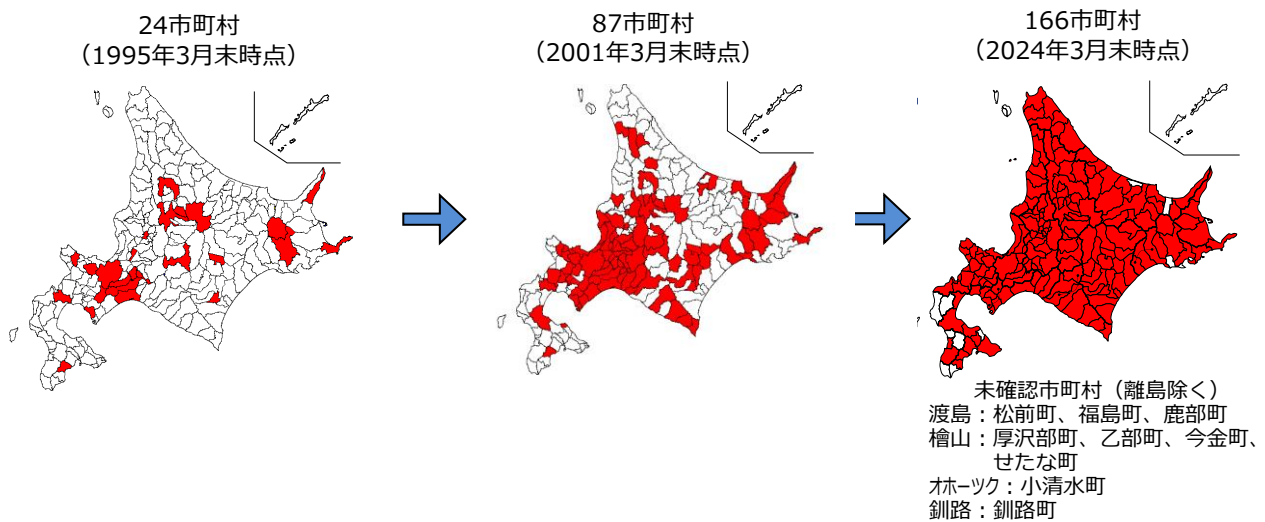 24市町村
（1995年3月末時点）
87市町村
（2001年3月末時点）
166市町村
（2024年3月末時点）
未確認市町村（離島除く）
渡島：松前町、福島町、鹿部町
檜山：厚沢部町、乙部町、今金町、
せたな町
ｵﾎｰﾂｸ：小清水町
釧路：釧路町